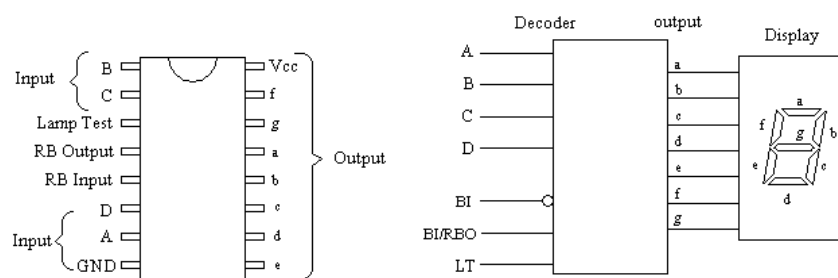 Input
B
C
Lamp Test
RB Output
RB Input
Input
D
A
GND
Vcc
f
g
a
b
c
d
e
Output
Decoder
output
Display
A
B
C
D
BI
BI/RBO
LT
a
b
c
d
e
f
g
a
f
b
g
e
c
d